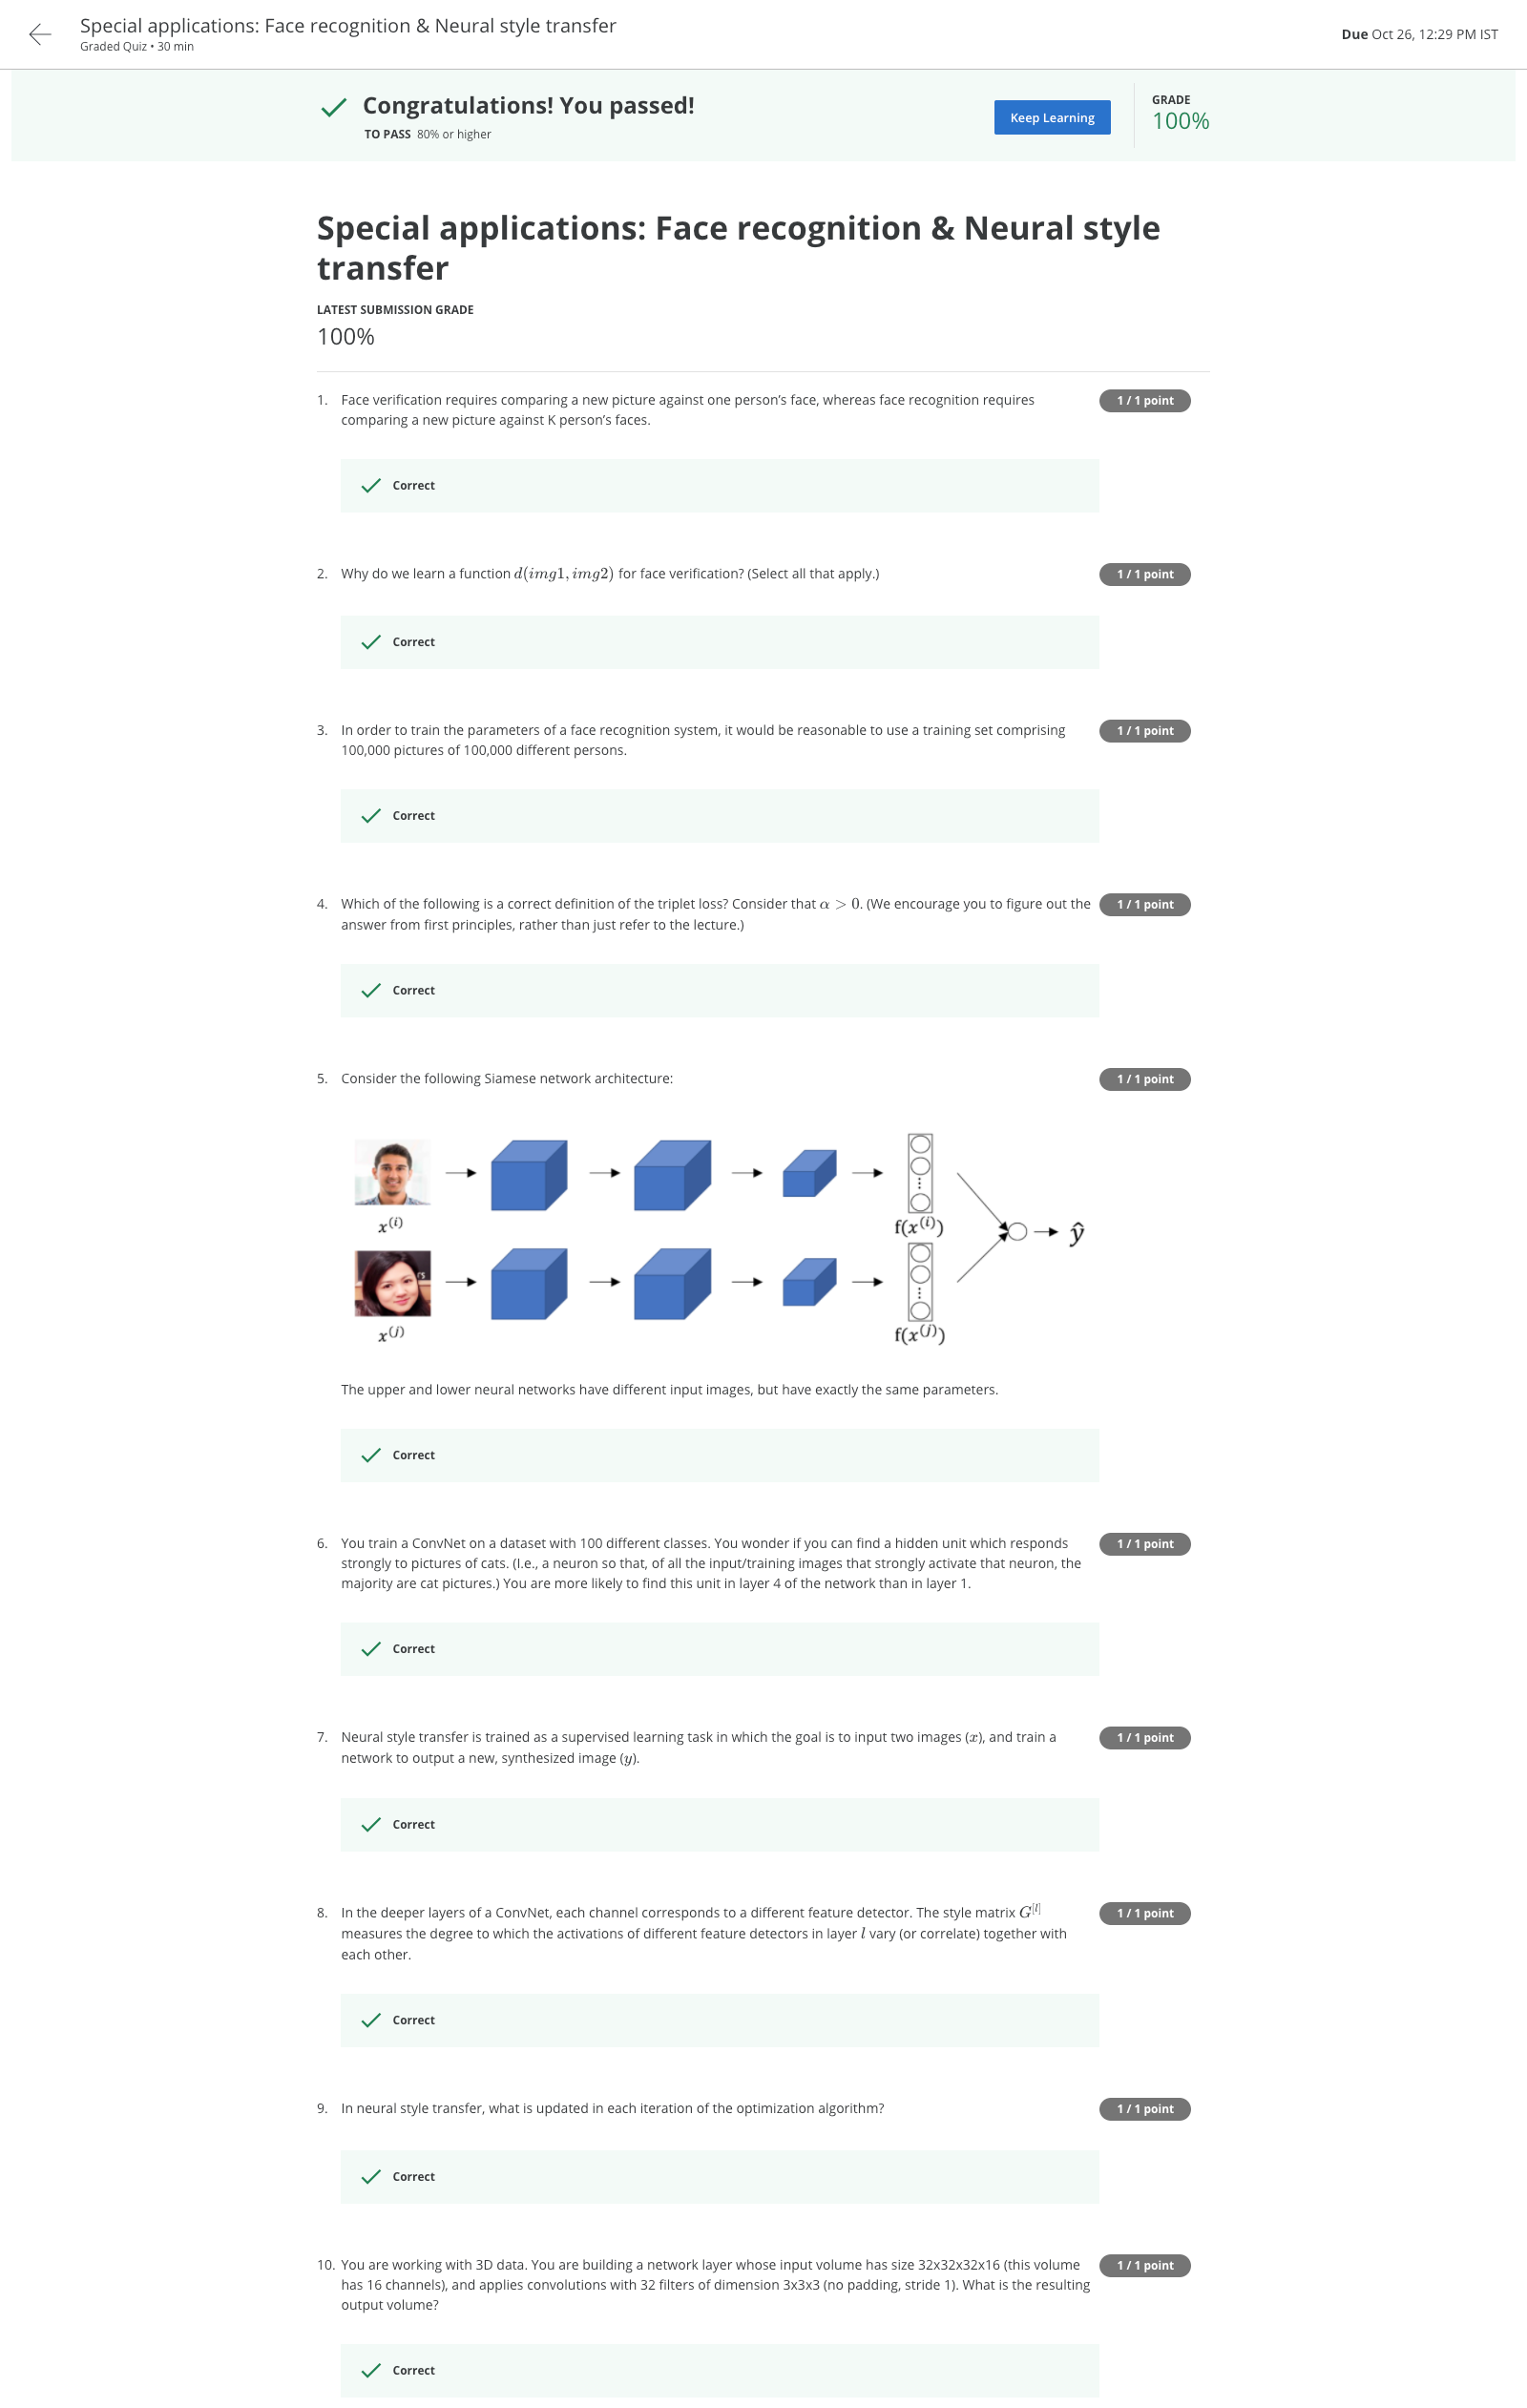 Special applications: Face recognition & Neural style transfer
Graded Quiz • 30 min
Due Oct 26, 12:29 PM IST
Congratulations! You passed!
TO PASS 80% or higher
Keep Learning
GRADE
100%
Special applications: Face recognition & Neural style
transfer
LATEST SUBMISSION GRADE
100%
1. Face verification requires comparing a new picture against one person’s face, whereas face recognition requires
comparing a new picture against K person’s faces.
1 / 1 point
Correct
2. Why do we learn a function d(img1, img2) for face verification? (Select all that apply.)
1 / 1 point
Correct
3. In order to train the parameters of a face recognition system, it would be reasonable to use a training set comprising
100,000 pictures of 100,000 different persons.
1 / 1 point
Correct
4. Which of the following is a correct definition of the triplet loss? Consider that α > 0. (We encourage you to figure out the
answer from first principles, rather than just refer to the lecture.)
1 / 1 point
Correct
5. Consider the following Siamese network architecture:
1 / 1 point
x^(i)
f(x^(i))
ŷ
x^(j)
f(x^(j))
The upper and lower neural networks have different input images, but have exactly the same parameters.
Correct
6. You train a ConvNet on a dataset with 100 different classes. You wonder if you can find a hidden unit which responds
strongly to pictures of cats. (I.e., a neuron so that, of all the input/training images that strongly activate that neuron, the
majority are cat pictures.) You are more likely to find this unit in layer 4 of the network than in layer 1.
1 / 1 point
Correct
7. Neural style transfer is trained as a supervised learning task in which the goal is to input two images (x), and train a
network to output a new, synthesized image (y).
1 / 1 point
Correct
8. In the deeper layers of a ConvNet, each channel corresponds to a different feature detector. The style matrix G^[l]
measures the degree to which the activations of different feature detectors in layer l vary (or correlate) together with
each other.
1 / 1 point
Correct
9. In neural style transfer, what is updated in each iteration of the optimization algorithm?
1 / 1 point
Correct
10. You are working with 3D data. You are building a network layer whose input volume has size 32x32x32x16 (this volume
has 16 channels), and applies convolutions with 32 filters of dimension 3x3x3 (no padding, stride 1). What is the resulting
output volume?
1 / 1 point
Correct